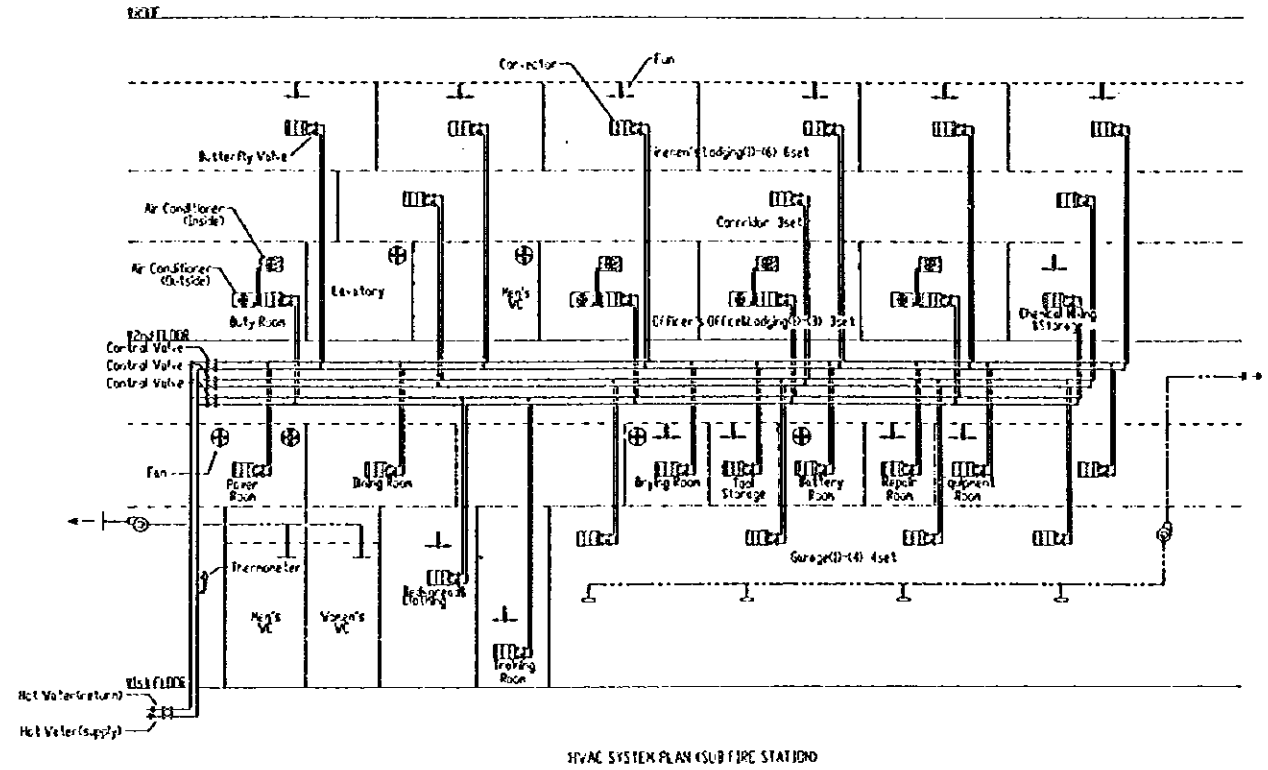 Convector
Fan
Butterfly Valve
Firemen's Lodging(1)-(6) 6set
Air Conditioner
(Inside)
Corridor 3set
Air Conditioner
(Outside)
Lavatory
Men's
WC
Duty Room
Officer's Office&Lodging(1)-(3) 3set
Chemical Mixing
&Storage
2nd FLOOR
Control Valve
Control Valve
Control Valve
Fan
Power
Room
Dining Room
Drying Room
Tool
Storage
Battery
Room
Repair
Room
Equipment
Room
Garage(1)-(4) 4set
Thermometer
Men's
WC
Women's
WC
Clothing
Training
Room
1st FLOOR
Hot Water(return)
Hot Water(supply)
HVAC SYSTEM PLAN (SUB FIRE STATION)